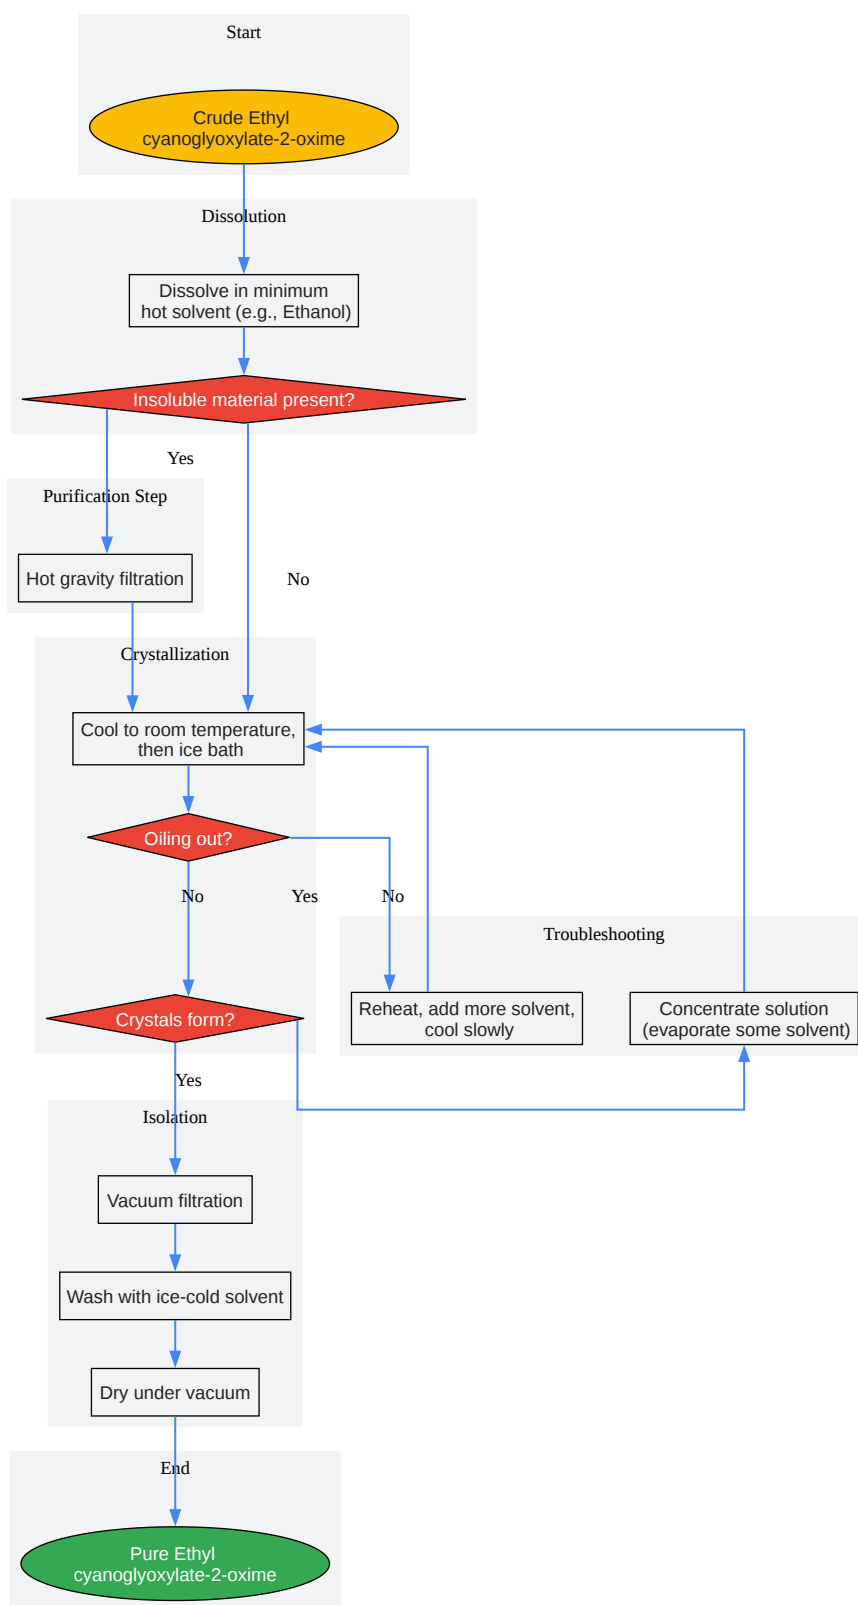 Start
Crude Ethyl
cyanoglyoxylate-2-oxime
Dissolution
Dissolve in minimum
hot solvent (e.g., Ethanol)
Insoluble material present?
Yes
Purification Step
Hot gravity filtration
No
Crystallization
Cool to room temperature,
then ice bath
Oiling out?
No
Yes
No
Troubleshooting
Reheat, add more solvent,
cool slowly
Concentrate solution
(evaporate some solvent)
Crystals form?
Yes
Isolation
Vacuum filtration
Wash with ice-cold solvent
Dry under vacuum
End
Pure Ethyl
cyanoglyoxylate-2-oxime